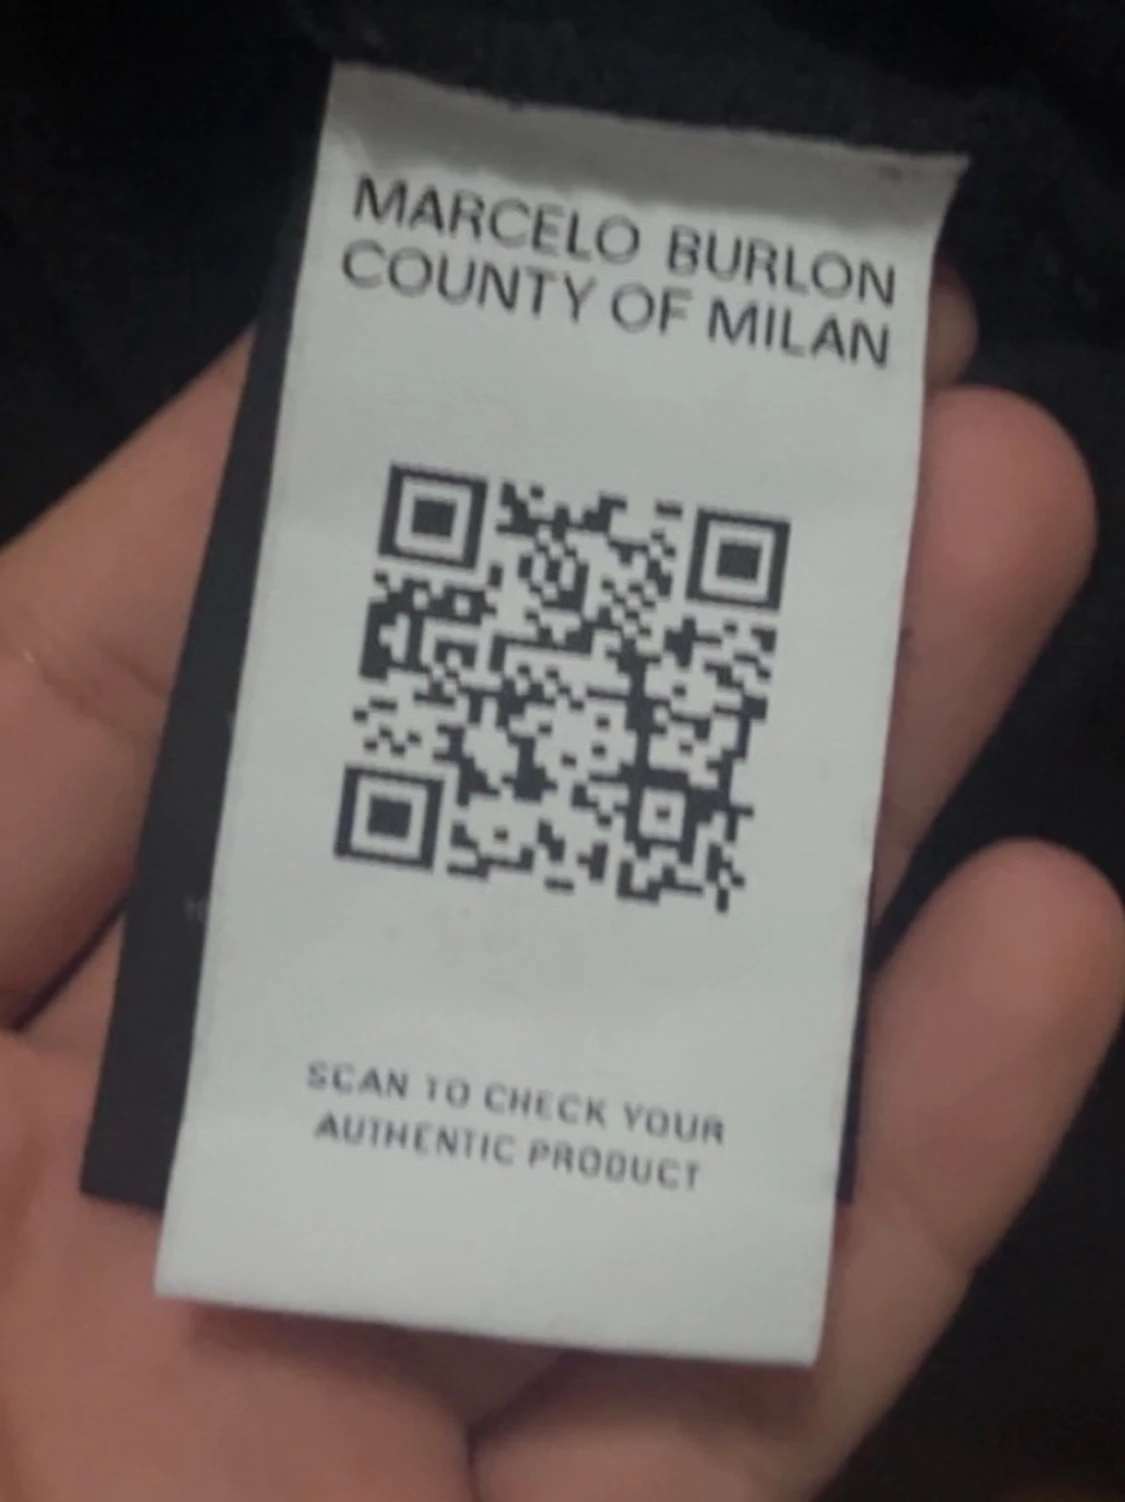 MARCELO BURLON
COUNTY OF MILAN
SCAN TO CHECK YOUR
AUTHENTIC PRODUCT